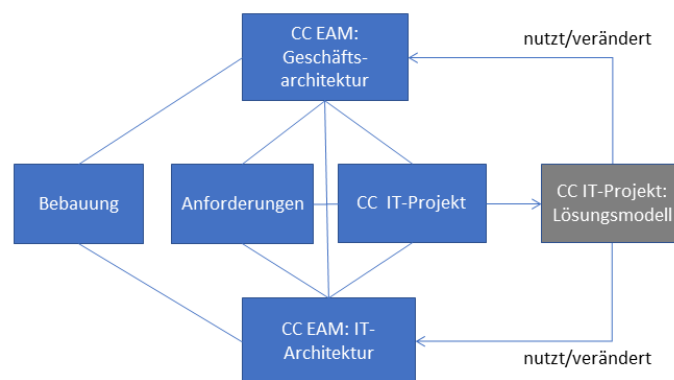 CC EAM:
Geschäfts-
architektur
nutzt/verändert
Bebauung
Anforderungen
CC IT-Projekt
CC IT-Projekt:
Lösungsmodell
CC EAM: IT-
Architektur
nutzt/verändert